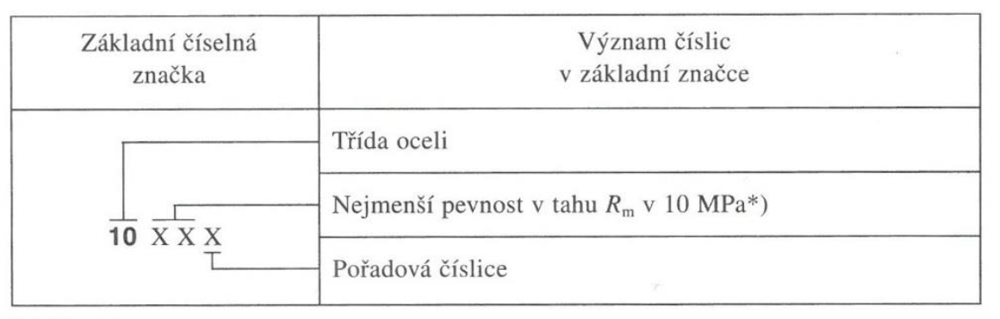 Základní číselná
značka
Význam číslic
v základní značce
Třída oceli
Nejmenší pevnost v tahu Rm v 10 MPa*)
10 X X X
Pořadová číslice